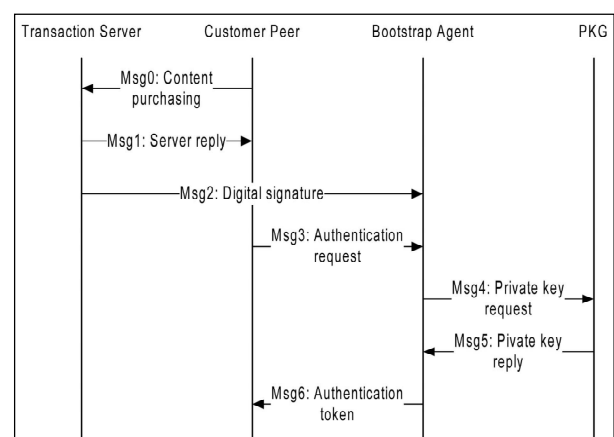 Transaction Server Customer Peer Bootstrap Agent PKG
Msg0: Content
purchasing
Msg1: Server reply
Msg2: Digital signature
Msg3: Authentication
request
Msg4: Private key
request
Msg5: Pivate key
reply
Msg6: Authentication
token